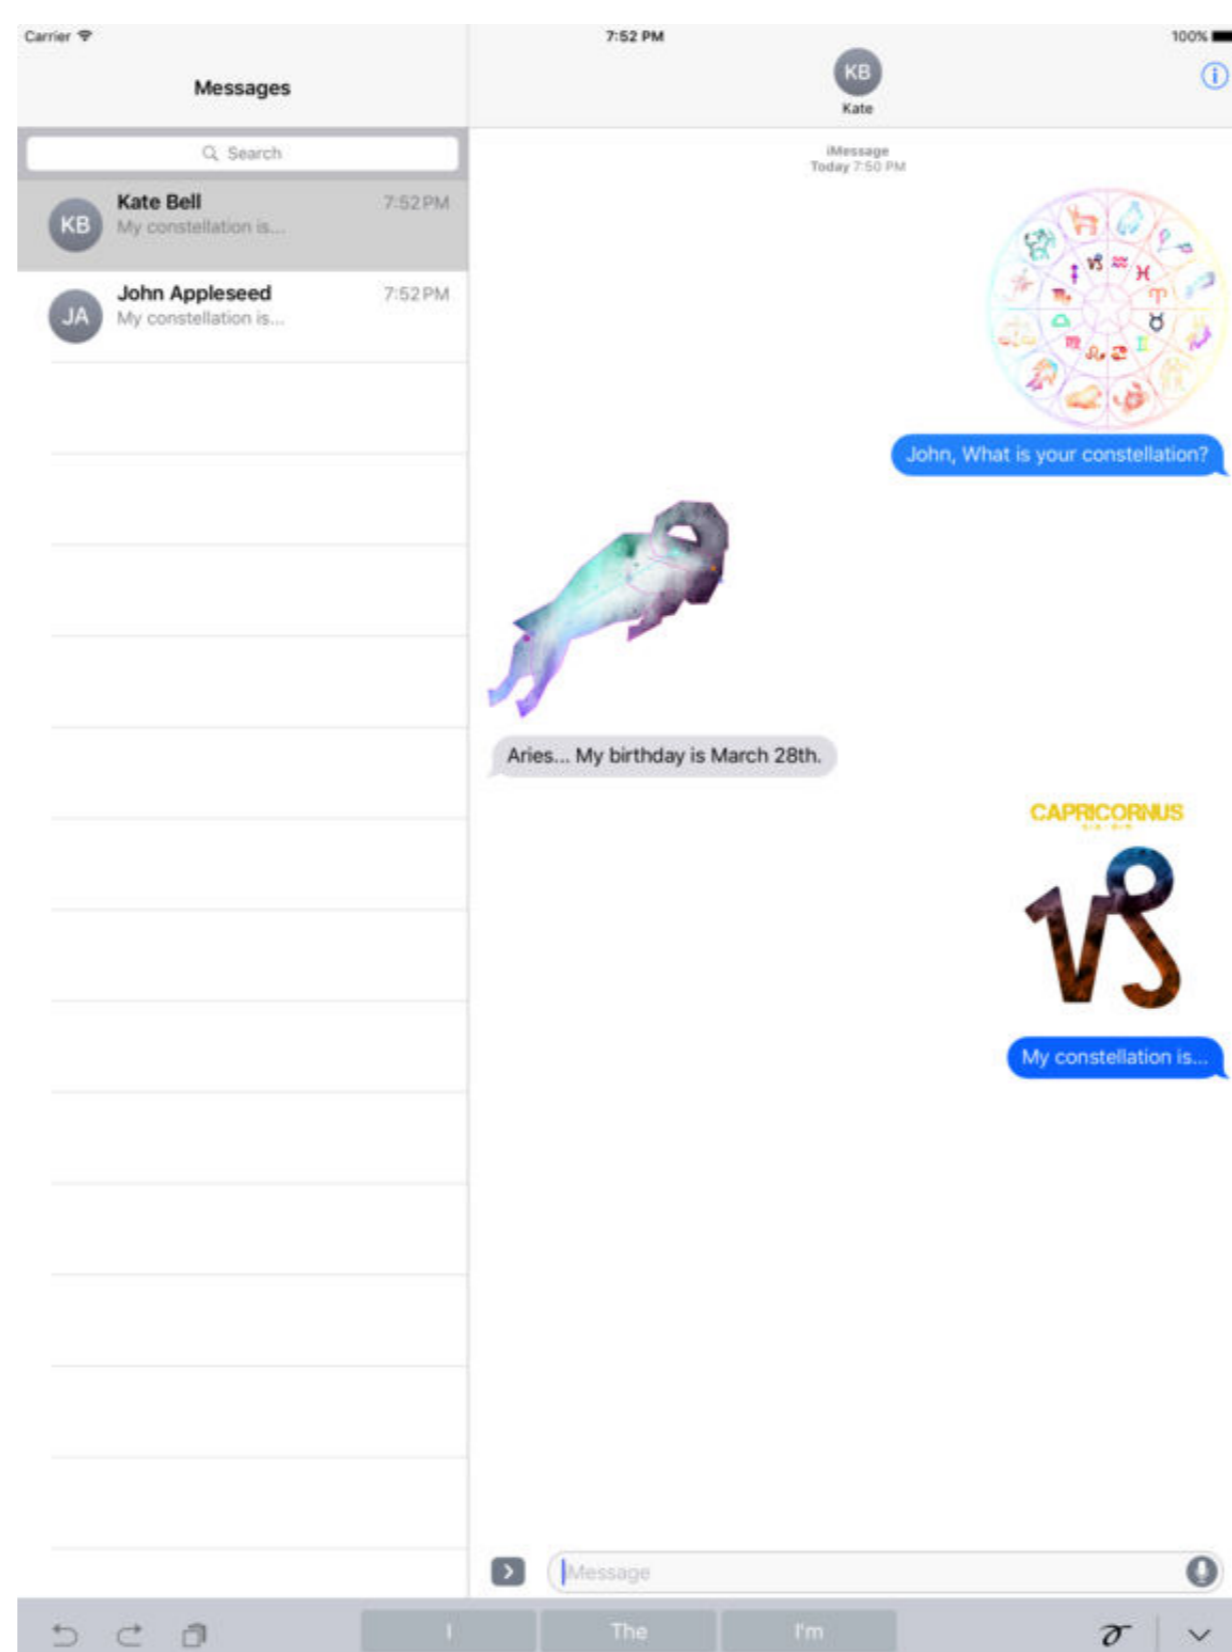 Carrier
7:52 PM
100%
Messages
KB
Kate
Search
iMessage
Today 7:50 PM
KB
Kate Bell
7:52 PM
My constellation is...
JA
John Appleseed
7:52 PM
My constellation is...
John, What is your constellation?
Aries... My birthday is March 28th.
CAPRICORNUS
My constellation is...
iMessage
I
The
I'm